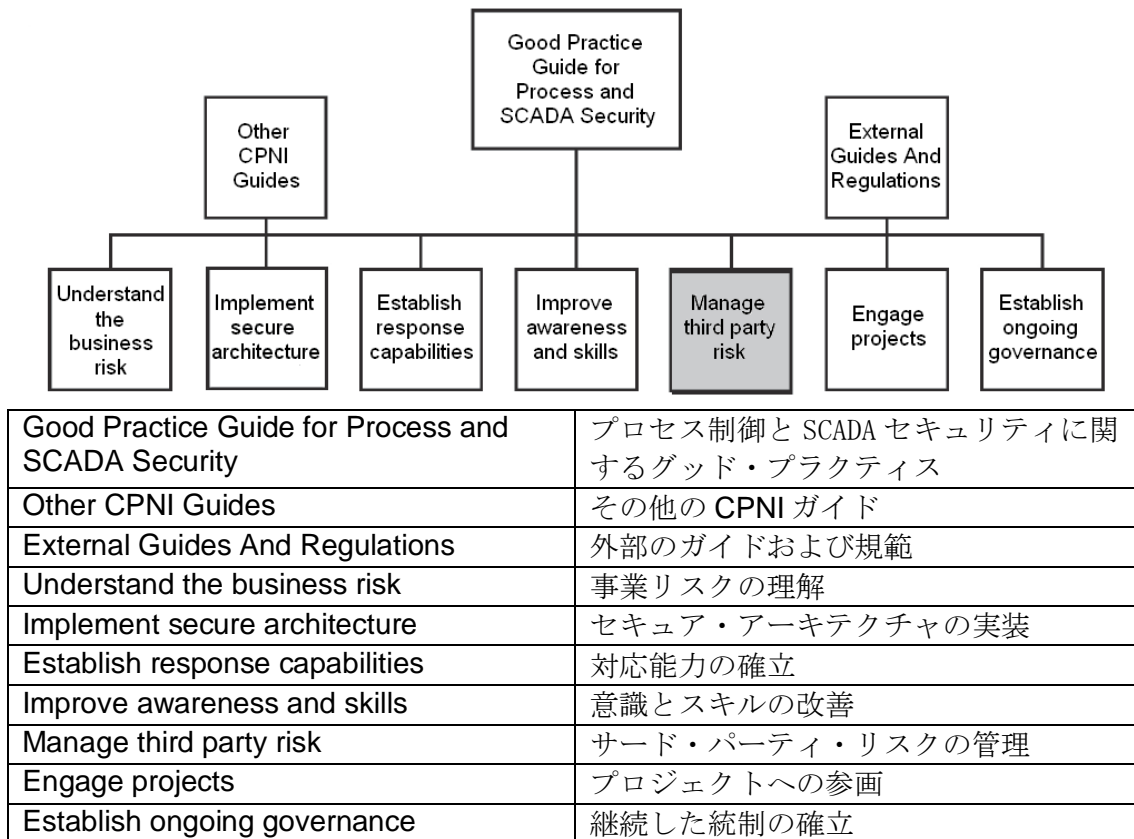 Good Practice
Guide for
Process and
SCADA Security
Other
CPNI
Guides
External
Guides And
Regulations
Understand
the
business
risk
Implement
secure
architecture
Establish
response
capabilities
Improve
awareness
and skills
Manage
third party
risk
Engage
projects
Establish
ongoing
governance
Good Practice Guide for Process and
SCADA Security
プロセス制御と SCADA セキュリティに関
するグッド・プラクティス
Other CPNI Guides
その他の CPNI ガイド
External Guides And Regulations
外部のガイドおよび規範
Understand the business risk
事業リスクの理解
Implement secure architecture
セキュア・アーキテクチャの実装
Establish response capabilities
対応能力の確立
Improve awareness and skills
意識とスキルの改善
Manage third party risk
サード・パーティ・リスクの管理
Engage projects
プロジェクトへの参画
Establish ongoing governance
継続した統制の確立